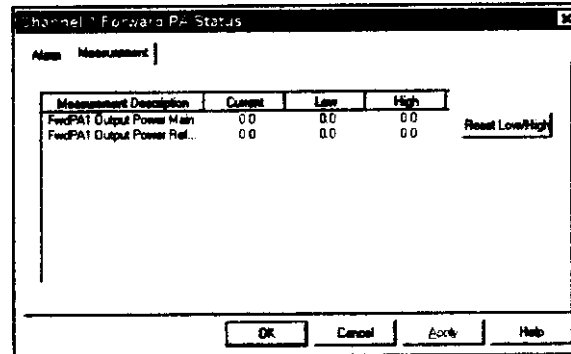 Channel 1 Forward PA Status
Alarm Measurement
Measurement Description Current Low High
FwdPA1 Output Power Main 0.0 0.0 0.0
FwdPA1 Output Power Ref... 0.0 0.0 0.0
Reset Low/High
OK Cancel Apply Help